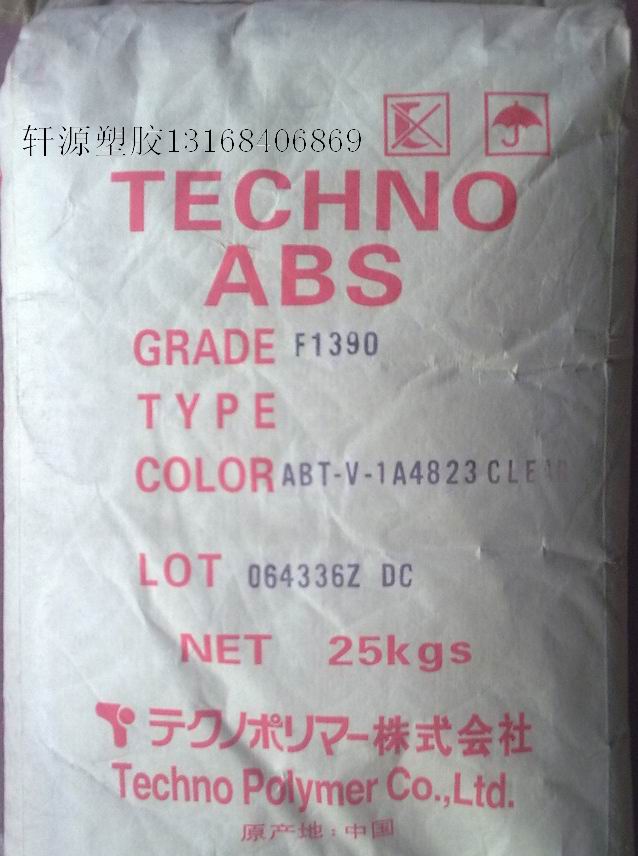 轩源塑胶13168406869
TECHNO
ABS
GRADE F1390
TYPE
COLOR ABT-V-1A4823 CLEAR
LOT 064336Z DC
NET 25kgs
テクノポリマー株式会社
Techno Polymer Co.,Ltd.
原产地：中国